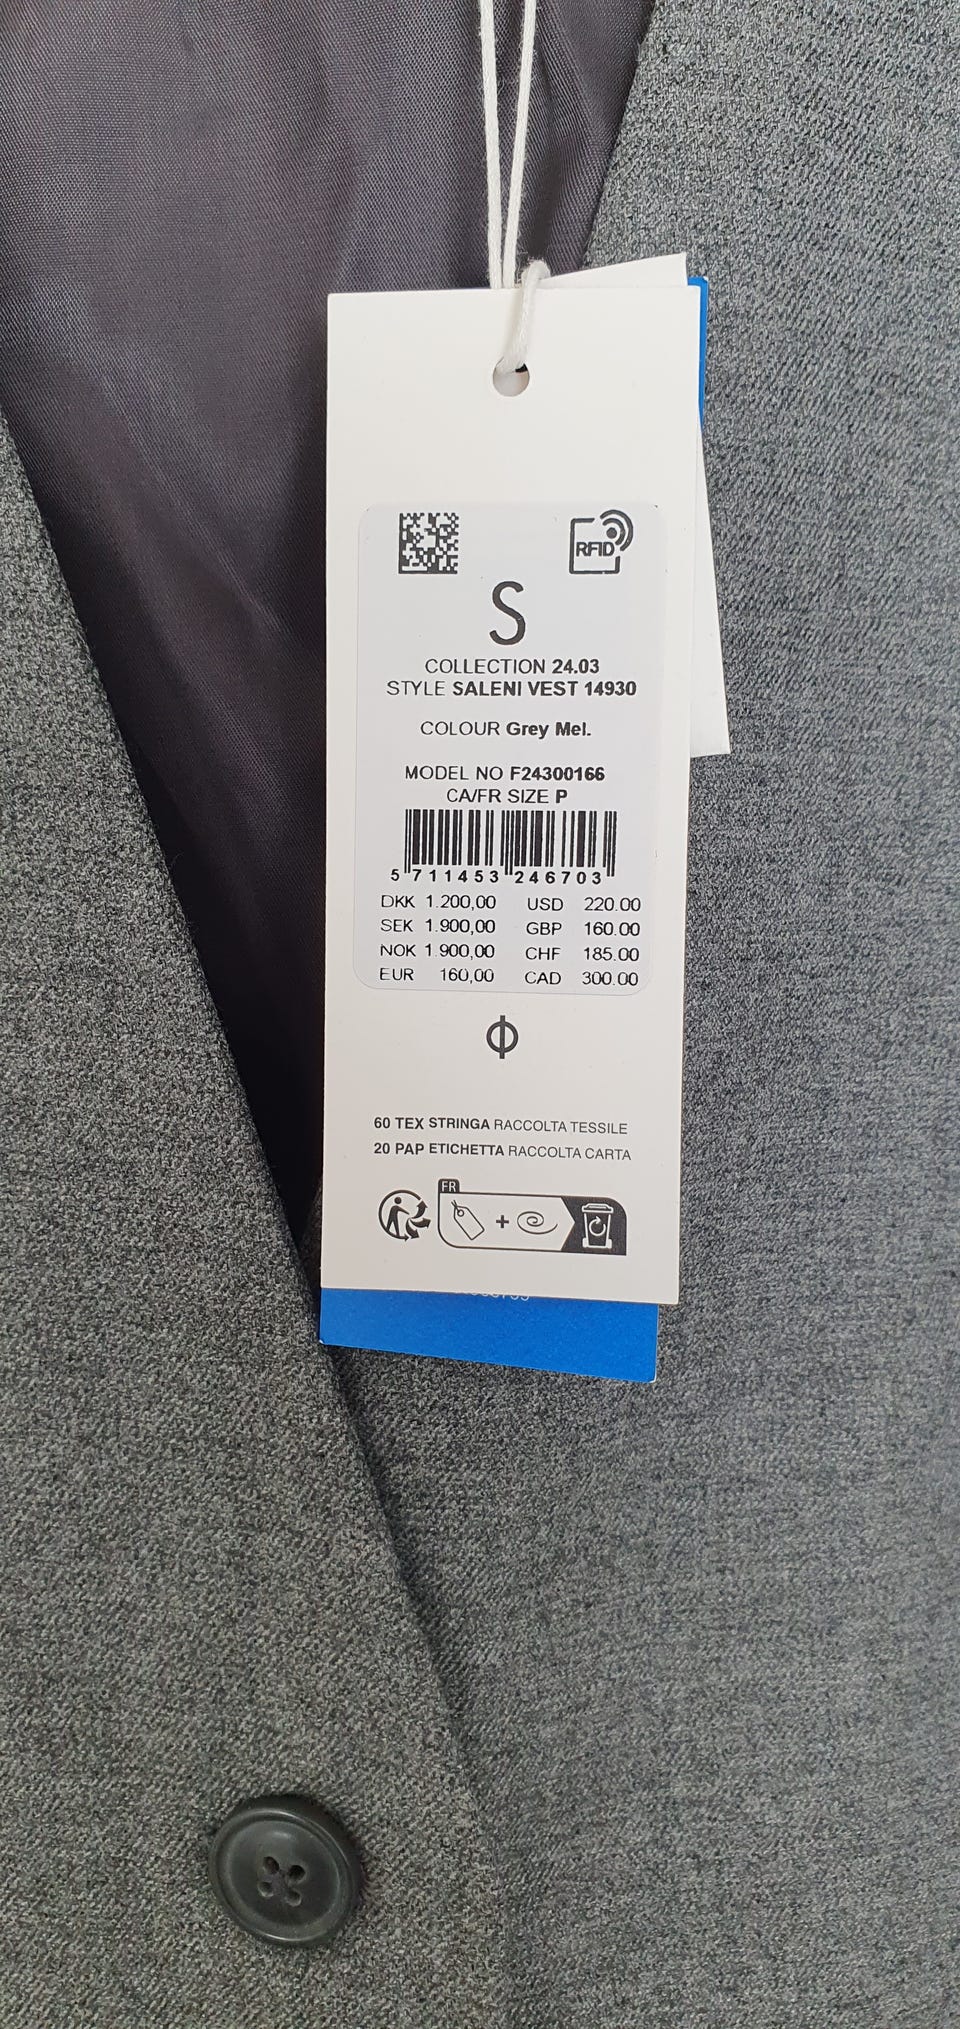 RFID
S
COLLECTION 24.03
STYLE SALENI VEST 14930
COLOUR Grey Mel.
MODEL NO F24300166
CA/FR SIZE P
5 711453 246703
DKK 1.200,00 USD 220.00
SEK 1.900,00 GBP 160.00
NOK 1.900,00 CHF 185.00
EUR 160,00 CAD 300.00
60 TEX STRINGA RACCOLTA TESSILE
20 PAP ETICHETTA RACCOLTA CARTA
FR
+